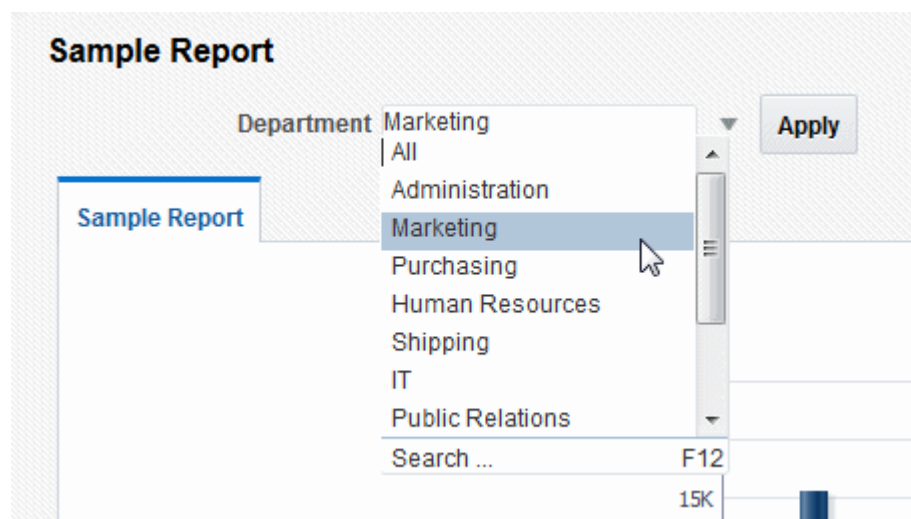 Sample Report
Department Marketing Apply
All
Administration
Sample Report
Marketing
Purchasing
Human Resources
Shipping
IT
Public Relations
Search ... F12
15K